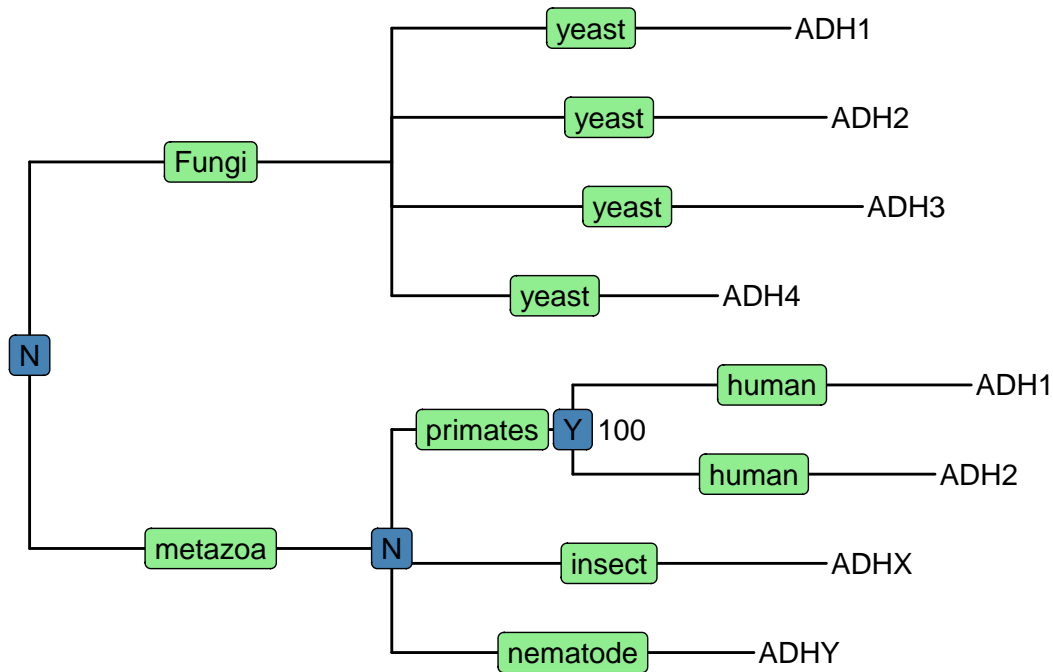 yeast ADH1
yeast ADH2
Fungi
yeast ADH3
yeast ADH4
N
human ADH1
primates Y 100
human ADH2
metazoa N
insect ADHX
nematode ADHY